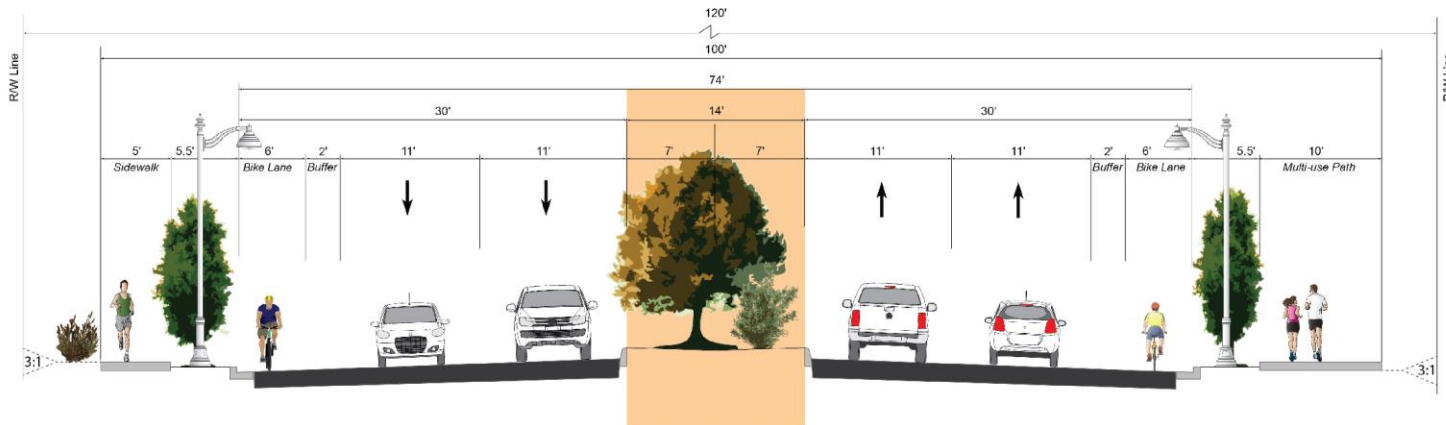 120'
100'
74'
30'
14'
30'
5'
5.5'
6'
2'
11'
11'
7'
7'
11'
11'
2'
6'
5.5'
10'
Sidewalk
Bike Lane
Buffer
Buffer
Bike Lane
Multi-use Path
R/W Line
R/W Line
3:1
3:1